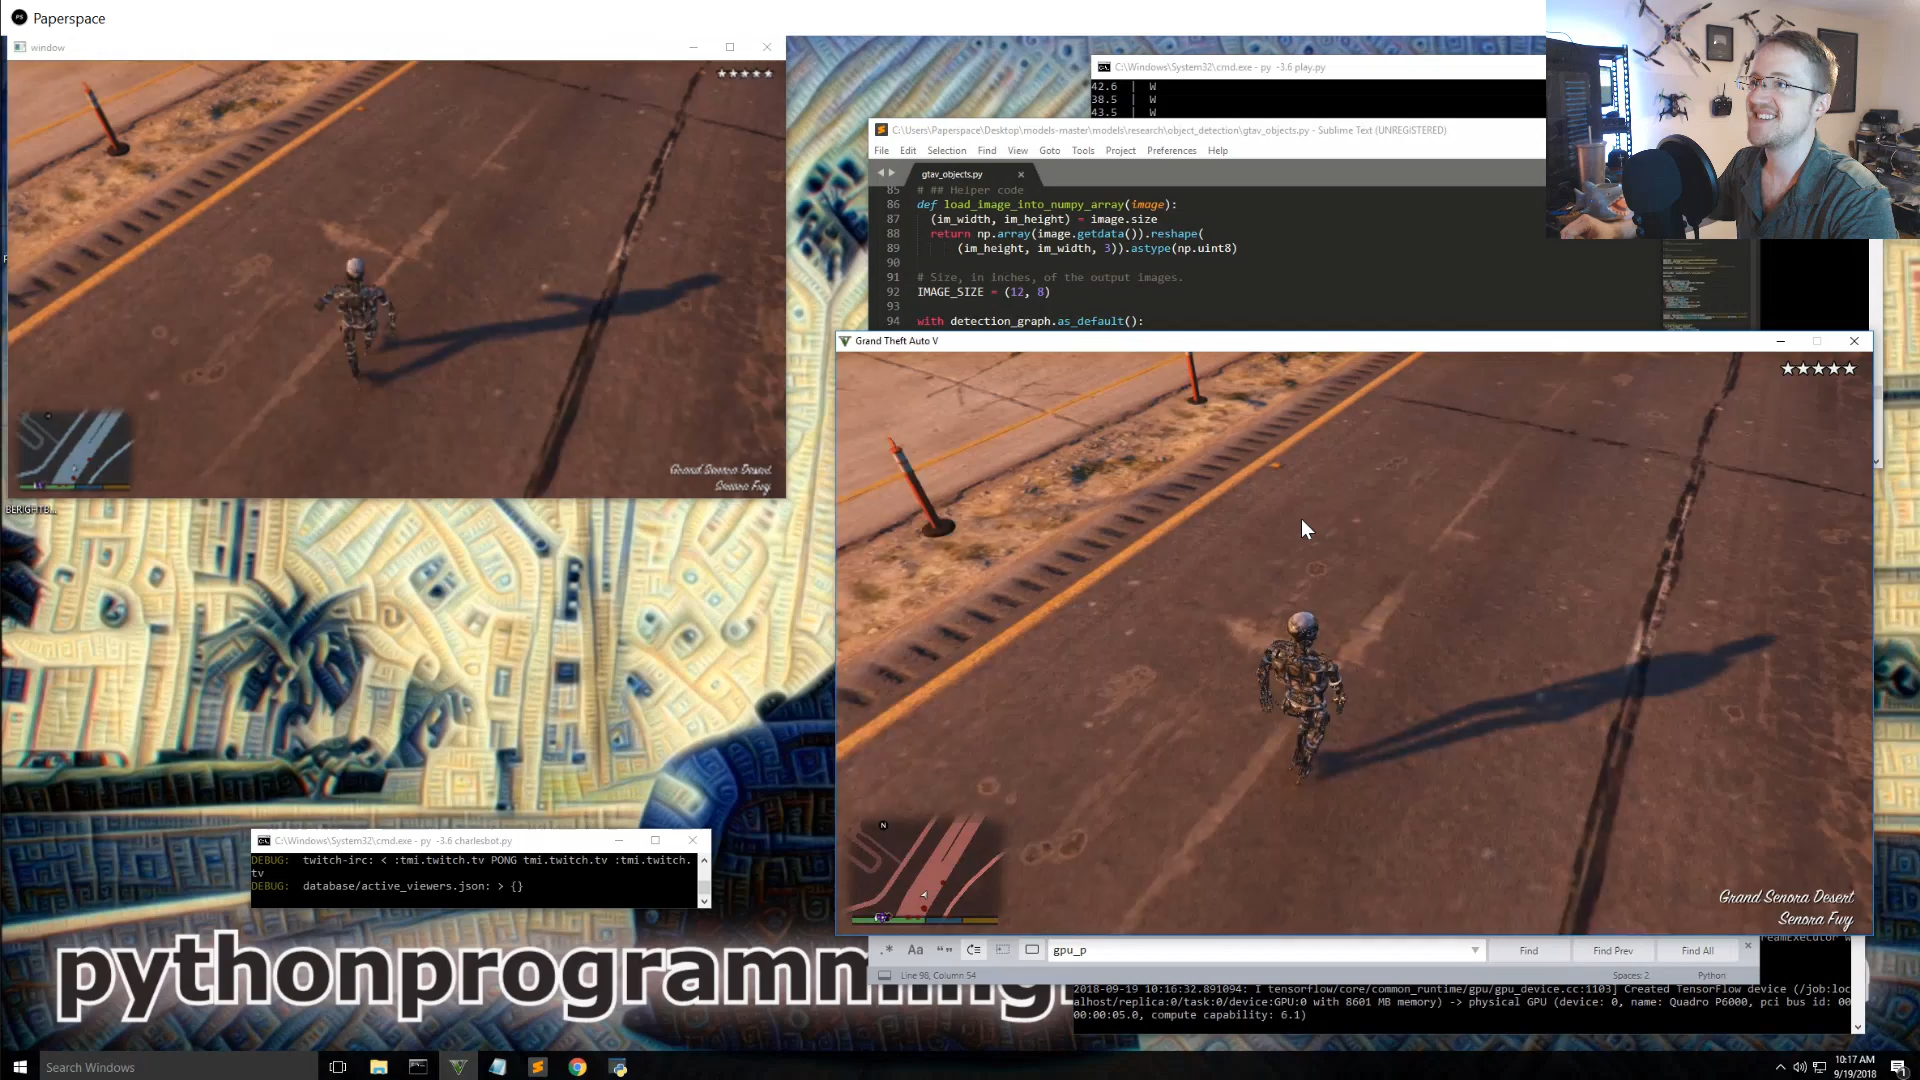 Paperspace
window
Grand Senora Desert
Senora Fwy
C:\Windows\System32\cmd.exe - py -3.6 play.py
42.6 | W
38.5 | W
43.5 | W
C:\Users\Paperspace\Desktop\models-master\models\research\object_detection\gtav_objects.py - Sublime Text (UNREGISTERED)
File Edit Selection Find View Goto Tools Project Preferences Help
gtav_objects.py
85 # ## Helper code
86 def load_image_into_numpy_array(image):
87 (im_width, im_height) = image.size
88 return np.array(image.getdata()).reshape(
89 (im_height, im_width, 3)).astype(np.uint8)
90
91 # Size, in inches, of the output images.
92 IMAGE_SIZE = (12, 8)
93
94 with detection_graph.as_default():
Grand Theft Auto V
N
Grand Senora Desert
Senora Fwy
C:\Windows\System32\cmd.exe - py -3.6 charlesbot.py
DEBUG: twitch-irc: < :tmi.twitch.tv PONG tmi.twitch.tv :tmi.twitch.
tv
DEBUG: database/active_viewers.json: > {}
pythonprogramming
.* Aa “” gpu_p Find Find Prev Find All
Line 98, Column 54 Spaces: 2 Python
2018-09-19 10:16:32.891094: I tensorflow/core/common_runtime/gpu/gpu_device.cc:1103] Created TensorFlow device (/job:loc
alhost/replica:0/task:0/device:GPU:0 with 8601 MB memory) -> physical GPU (device: 0, name: Quadro P6000, pci bus id: 00
00:00:05.0, compute capability: 6.1)
Search Windows
10:17 AM
9/19/2018